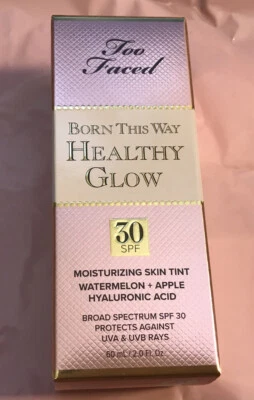 Too
Faced
BORN THIS WAY
HEALTHY
GLOW
30
SPF
MOISTURIZING SKIN TINT
WATERMELON + APPLE
HYALURONIC ACID
BROAD SPECTRUM SPF 30
PROTECTS AGAINST
UVA & UVB RAYS
60 mL/ 2.0 Fl. Oz.